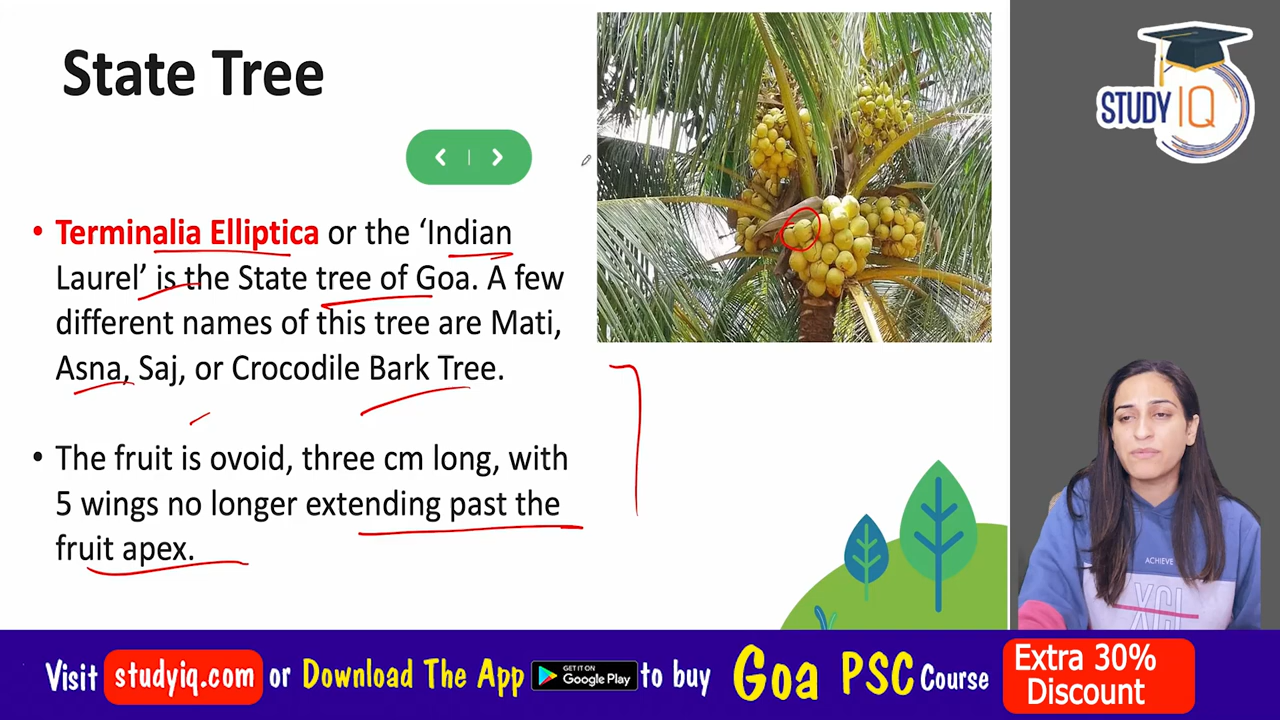 State Tree
STUDY IQ
• Terminalia Elliptica or the ‘Indian
Laurel’ is the State tree of Goa. A few
different names of this tree are Mati,
Asna, Saj, or Crocodile Bark Tree.
• The fruit is ovoid, three cm long, with
5 wings no longer extending past the
fruit apex.
ACHIEVE
XCL
Visit studyiq.com or Download The App GET IT ON Google Play to buy Goa PSC Course
Extra 30%
Discount